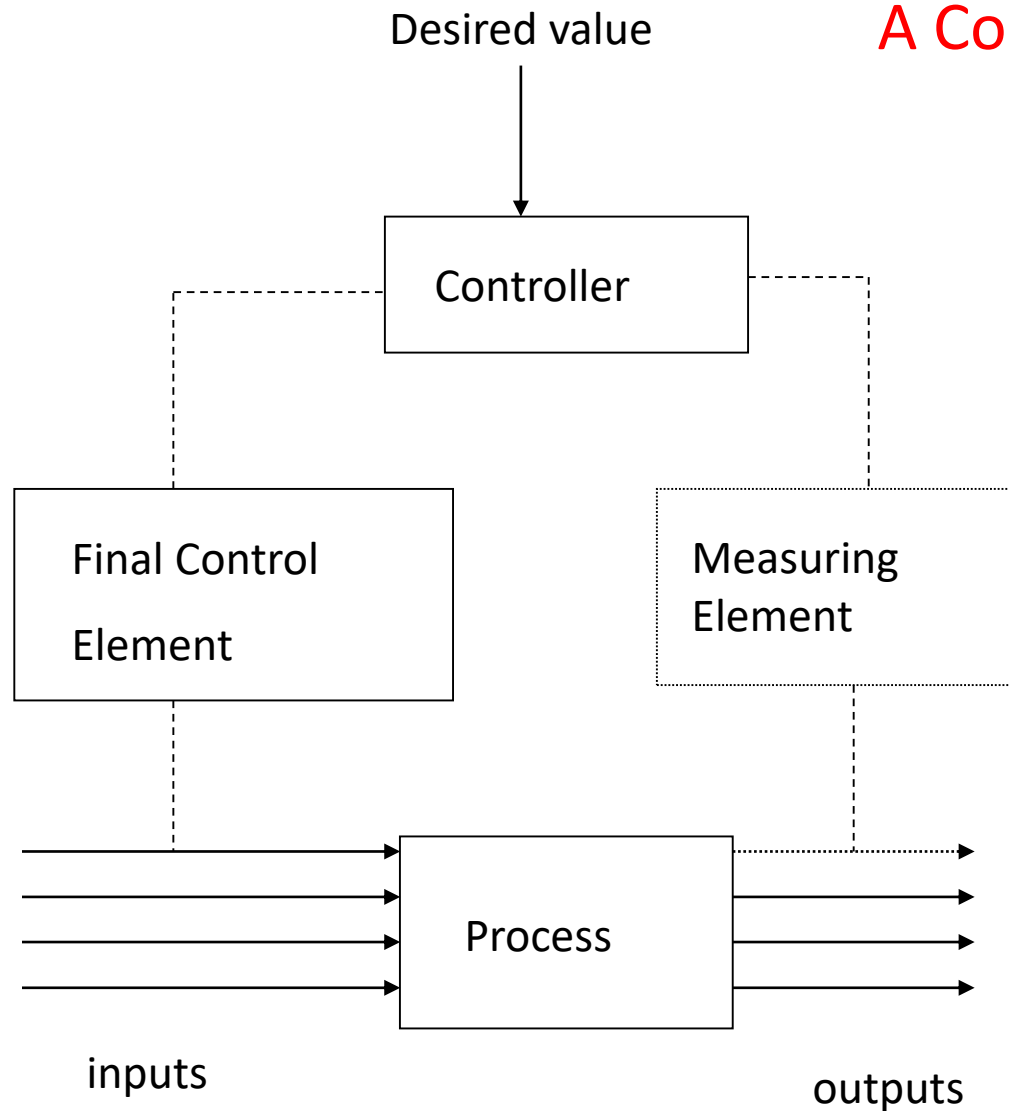 Desired value
A Co
Controller
Final Control
Element
Measuring
Element
Process
inputs
outputs